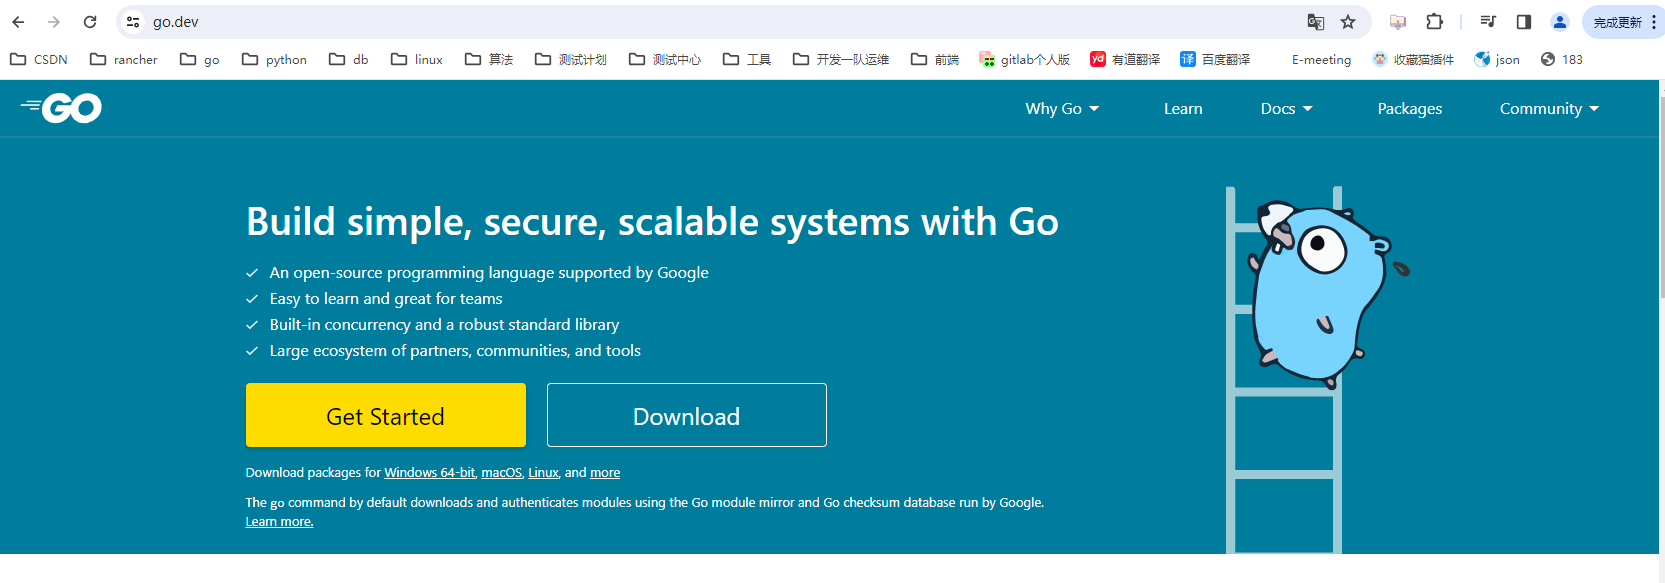 go.dev
完成更新
CSDN rancher go python db linux 算法 测试计划 测试中心 工具 开发一队运维 前端 gitlab个人版 yd 有道翻译 译 百度翻译 E-meeting 收藏猫插件 json 183
GO Why Go Learn Docs Packages Community
Build simple, secure, scalable systems with Go
An open-source programming language supported by Google
Easy to learn and great for teams
Built-in concurrency and a robust standard library
Large ecosystem of partners, communities, and tools
Get Started Download
Download packages for Windows 64-bit, macOS, Linux, and more
The go command by default downloads and authenticates modules using the Go module mirror and Go checksum database run by Google.
Learn more.